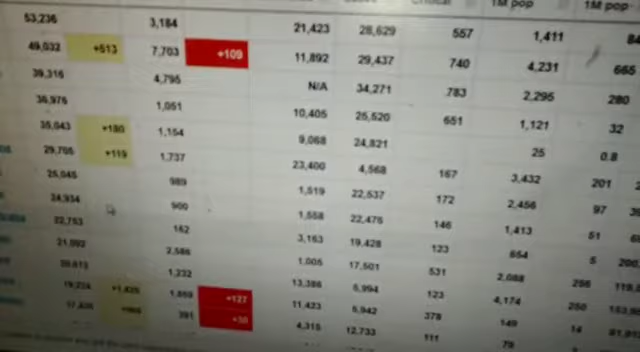 1M pop 1M pop
53,236 3,184 21,423 28,629 557 1,411 84
49,032 +513 7,703 +109 11,892 29,437 740 4,231 665
39,316 4,795 N/A 34,271 783 2,295 280
36,976 1,051 10,405 25,520 651 1,121 32
35,043 +180 1,154 9,068 24,821 25 0.8
29,705 +119 1,737 23,400 4,568 167 3,432 201
25,045 989 1,519 22,537 172 2,456 97
24,934 900 1,558 22,476 146 1,413 51
22,753 162 3,163 19,428 123 654 5
21,092 2,586 1,005 17,501 531 2,088 256
1,232 13,386 5,994 123 4,174 250
+127 11,423 5,942 378 149 14
391 4,315 12,733 111 79